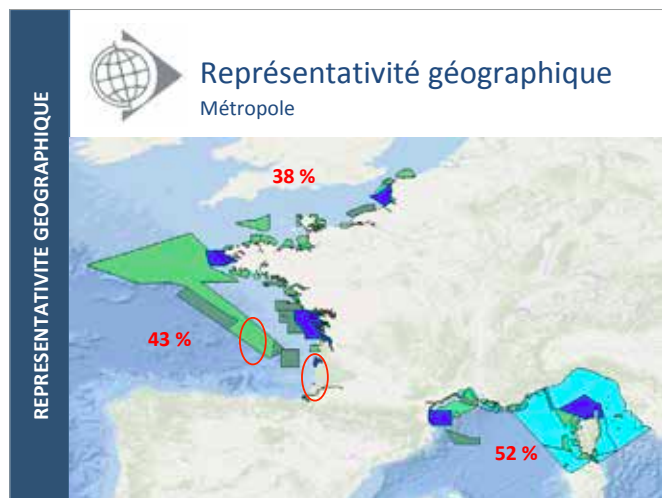 REPRESENTATIVITE GEOGRAPHIQUE
Représentativité géographique
Métropole
38 %
43 %
52 %